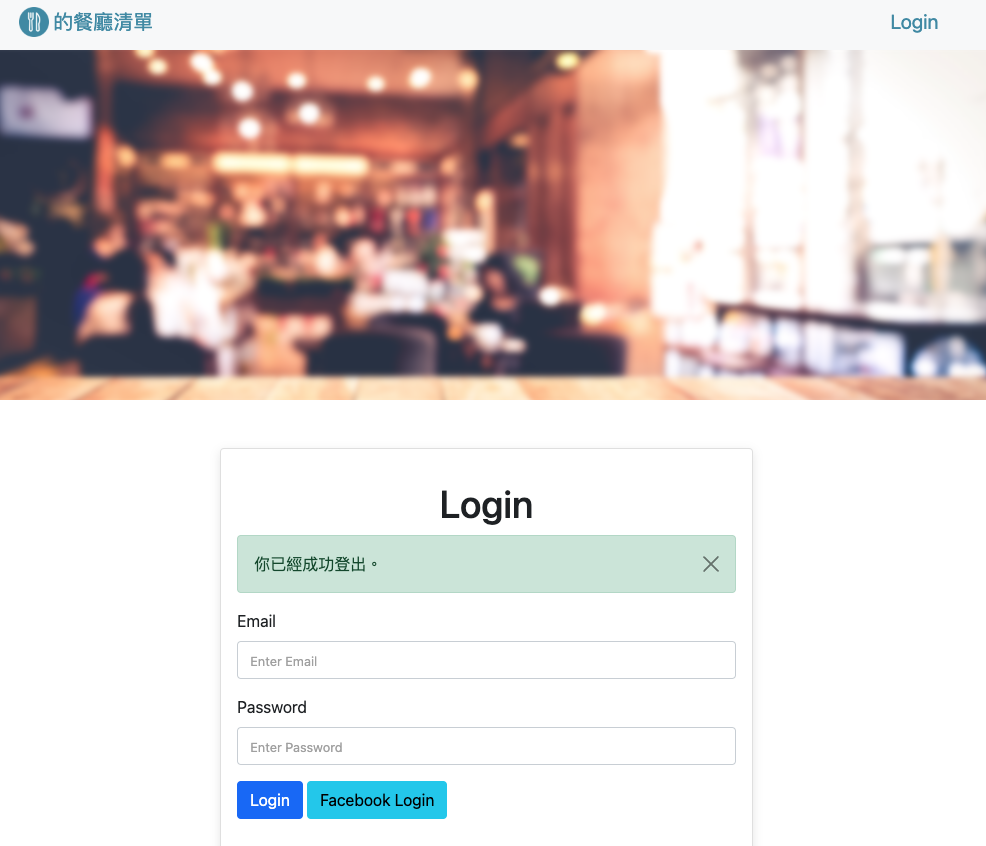 的餐廳清單
Login
Login
你已經成功登出。
Email
Enter Email
Password
Enter Password
Login
Facebook Login